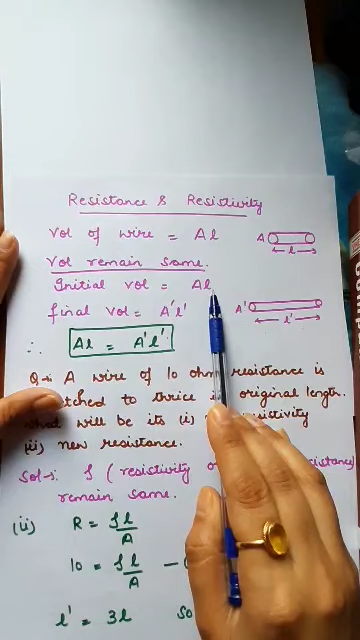 Resistance & Resistivity
Vol of wire = Al
A
l
Vol remain same.
Initial vol = Al
final vol = A'l'
A'
l'
∴ Al = A'l'
Q-: A wire of 10 ohm resistance is
thrice its original length.
what will be its (i)
(ii) new resistance.
Sol-: ρ (resistivity
remain same.
(ii) R = ρl/A
10 = ρl/A —
l' = 3l